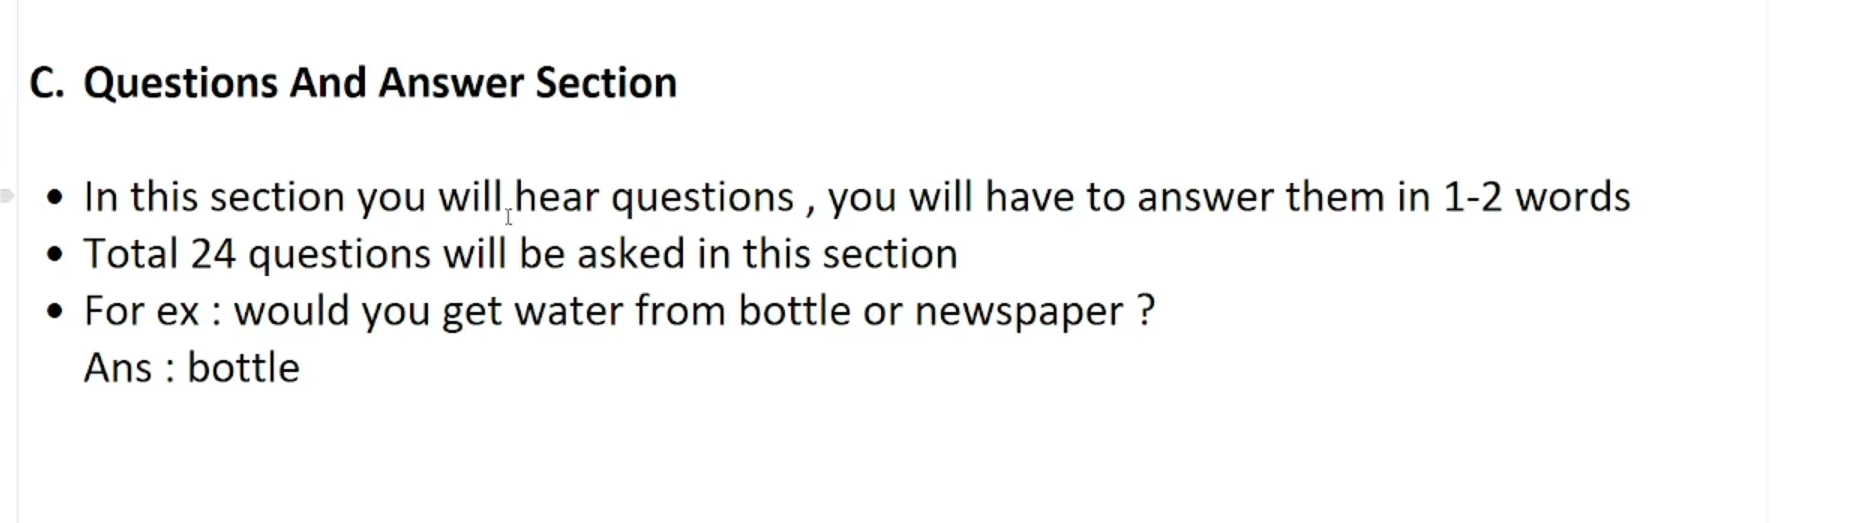 C. Questions And Answer Section
• In this section you will hear questions , you will have to answer them in 1-2 words
• Total 24 questions will be asked in this section
• For ex : would you get water from bottle or newspaper ?
Ans : bottle